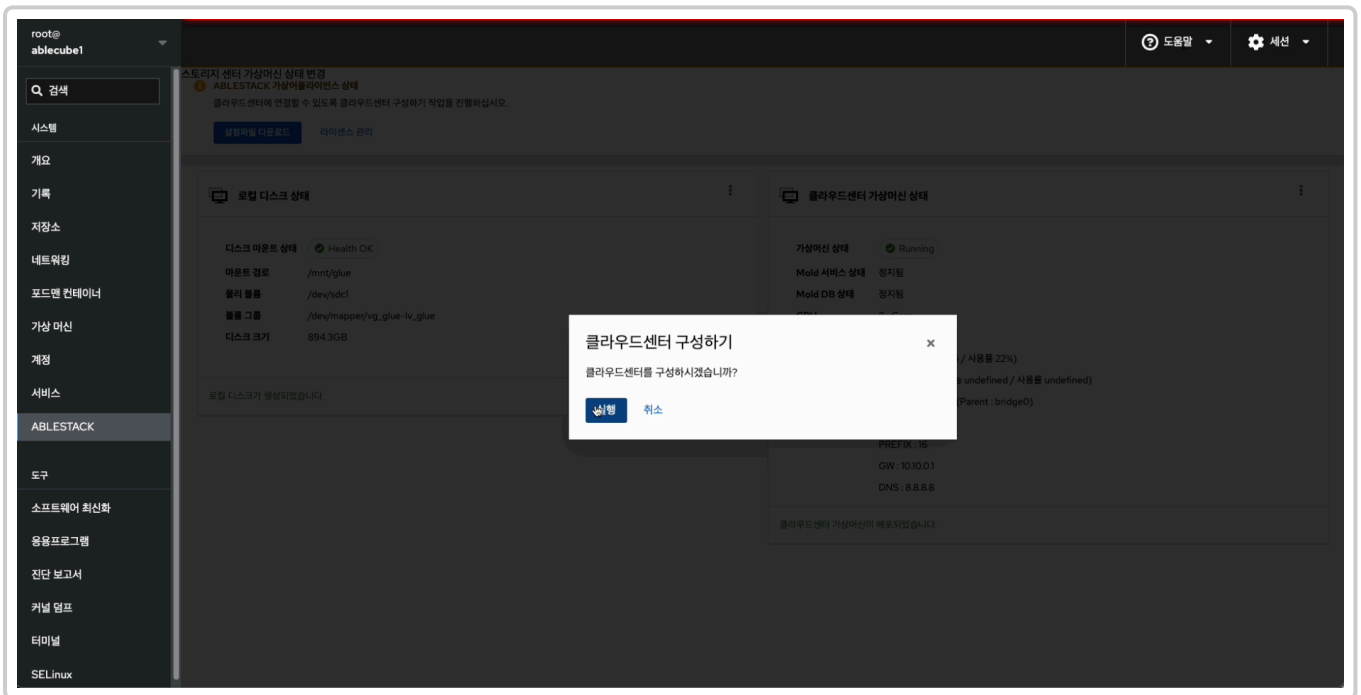 root@
ablecube1
도움말
세션
검색
시스템
개요
기록
저장소
네트워킹
포드맨 컨테이너
가상 머신
계정
서비스
ABLESTACK
도구
소프트웨어 최신화
응용프로그램
진단 보고서
커널 덤프
터미널
SELinux
스토리지 센터 가상머신 상태 변경
ABLESTACK 가상어플라이언스 상태
클라우드센터에 연결할 수 있도록 클라우드센터 구성하기 작업을 진행하십시오.
설정파일 다운로드 라이센스 관리
로컬 디스크 상태
디스크 마운트 상태 Health OK
마운트 경로 /mnt/glue
물리 볼륨 /dev/sdc1
볼륨 그룹 /dev/mapper/vg_glue-lv_glue
디스크 크기 894.3GB
로컬 디스크가 생성되었습니다.
클라우드센터 가상머신 상태
가상머신 상태 Running
Mold 서비스 상태 정지됨
Mold DB 상태 정지됨
/ 사용률 22%)
undefined / 사용률 undefined)
(Parent : bridge0)
PREFIX : 16
GW : 10.10.0.1
DNS : 8.8.8.8
클라우드센터 가상머신이 배포되었습니다.
클라우드센터 구성하기
클라우드센터를 구성하시겠습니까?
실행 취소